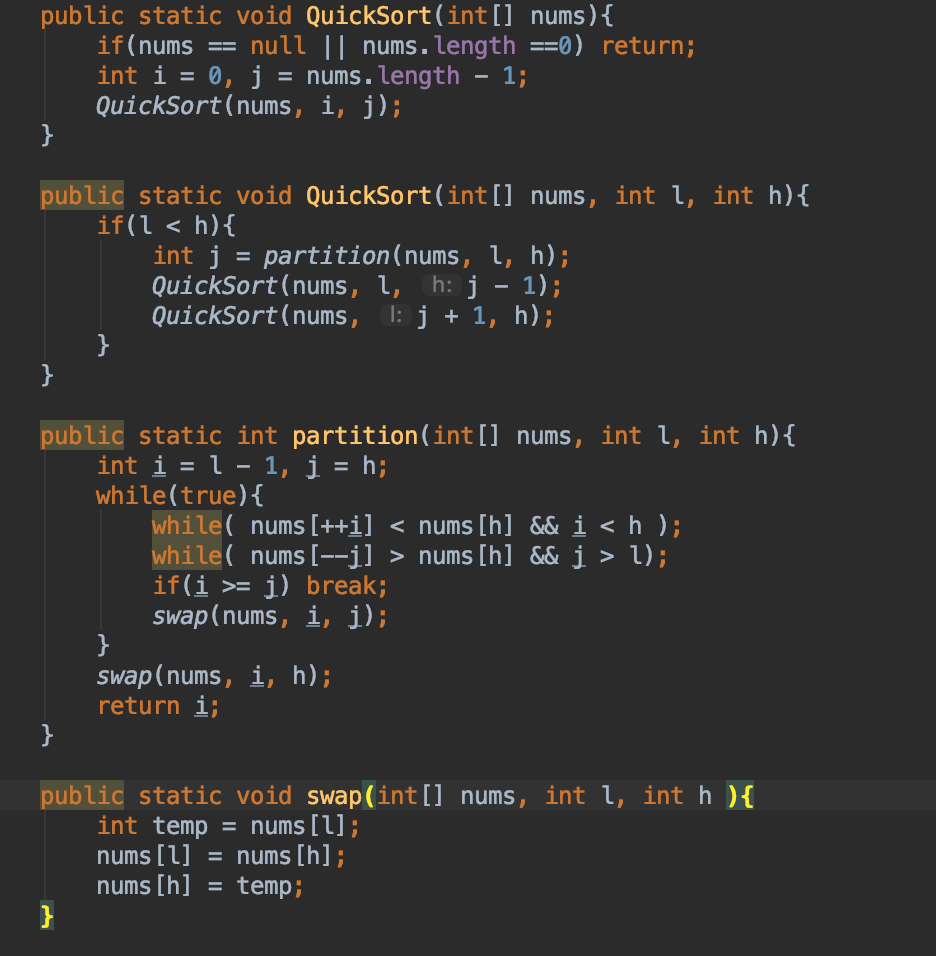 public static void QuickSort(int[] nums){
if(nums == null || nums.length ==0) return;
int i = 0, j = nums.length - 1;
QuickSort(nums, i, j);
}
public static void QuickSort(int[] nums, int l, int h){
if(l < h){
int j = partition(nums, l, h);
QuickSort(nums, l, h: j - 1);
QuickSort(nums, l: j + 1, h);
}
}
public static int partition(int[] nums, int l, int h){
int i = l - 1, j = h;
while(true){
while( nums[++i] < nums[h] && i < h );
while( nums[--j] > nums[h] && j > l);
if(i >= j) break;
swap(nums, i, j);
}
swap(nums, i, h);
return i;
}
public static void swap(int[] nums, int l, int h ){
int temp = nums[l];
nums[l] = nums[h];
nums[h] = temp;
}